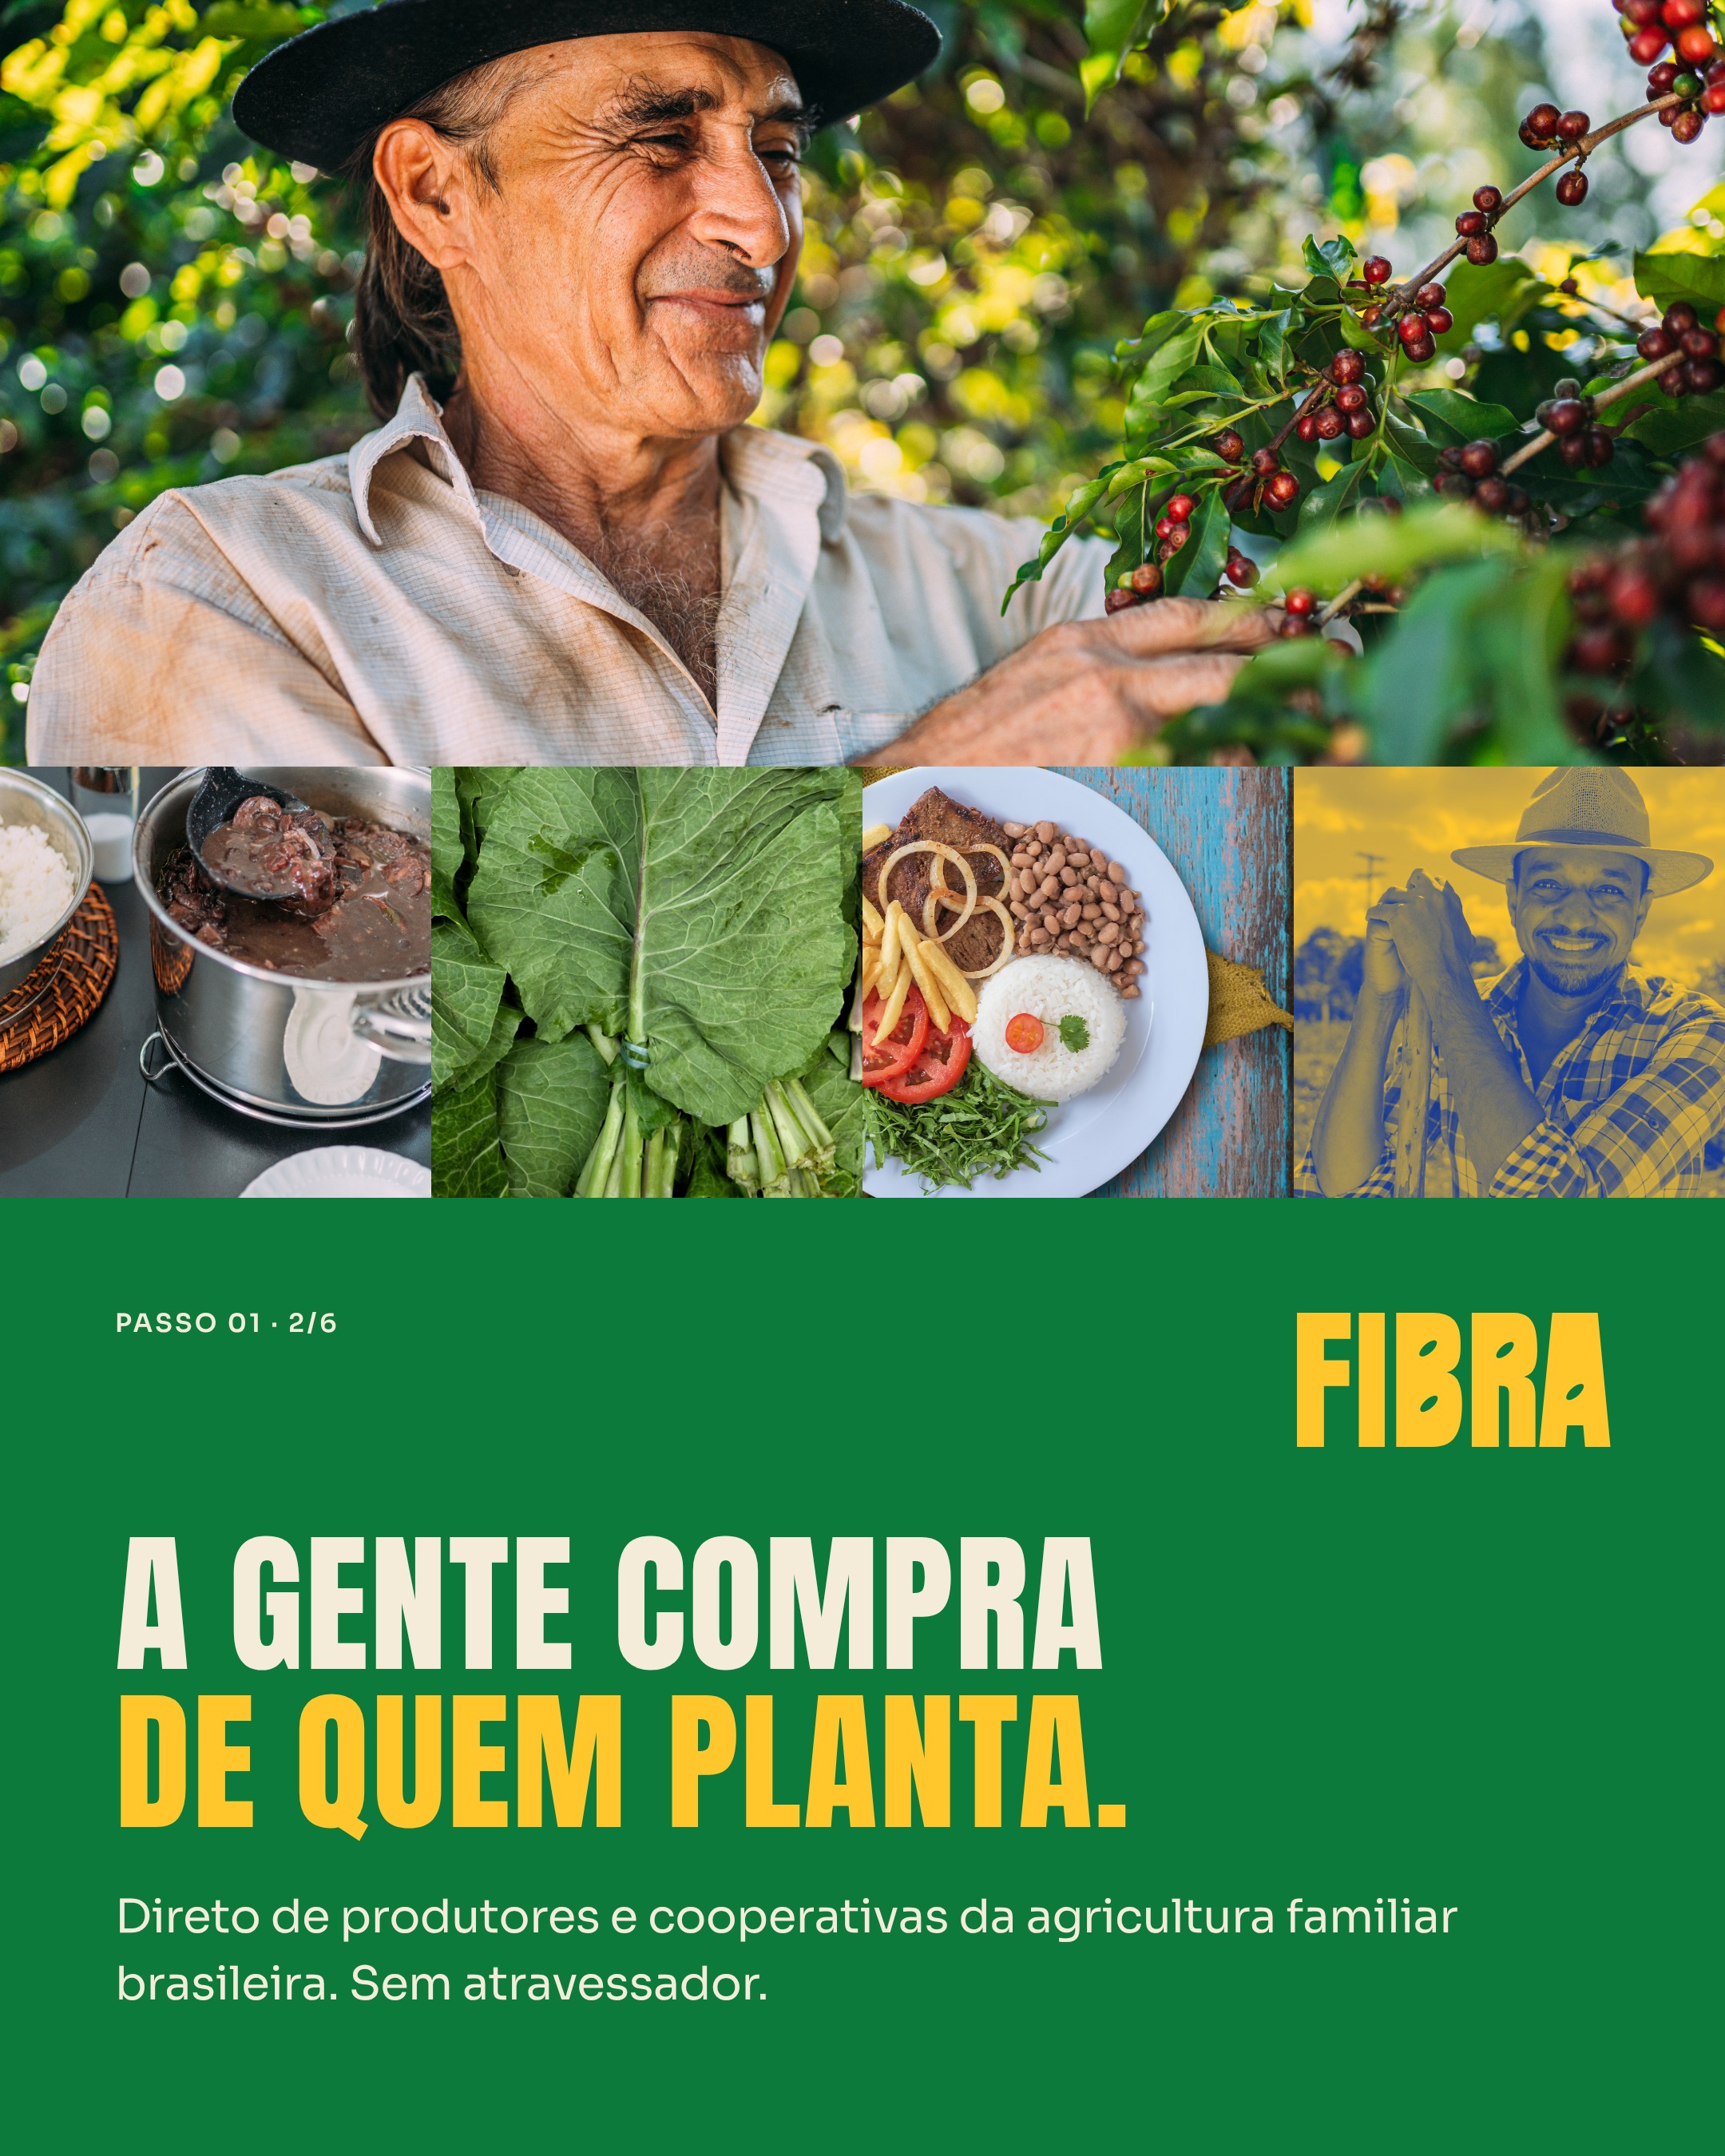 PASSO 01 · 2/6
FIBRA
A GENTE COMPRA
DE QUEM PLANTA.
Direto de produtores e cooperativas da agricultura familiar
brasileira. Sem atravessador.